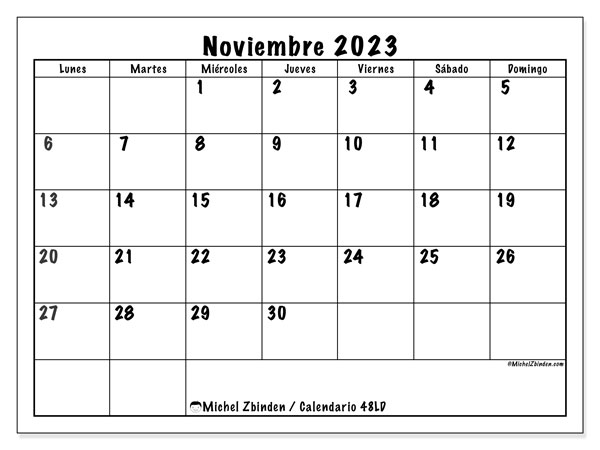 Noviembre 2023
Lunes Martes Miércoles Jueves Viernes Sábado Domingo
1 2 3 4 5
6 7 8 9 10 11 12
13 14 15 16 17 18 19
20 21 22 23 24 25 26
27 28 29 30
©MichelZbinden.com
Michel Zbinden / Calendario 48LD